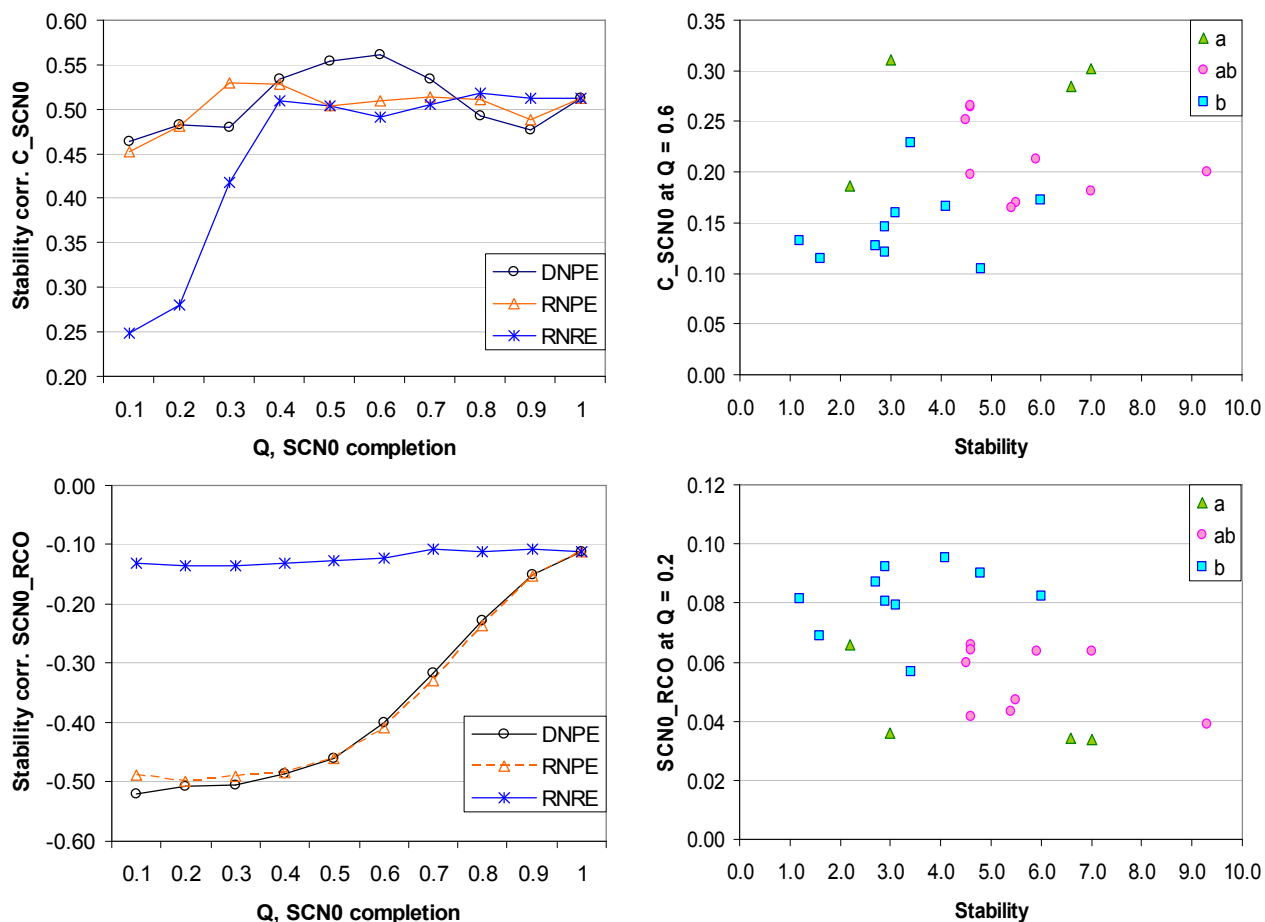 Stability corr. C_SCN0
0.60
0.55
0.50
0.45
0.40
0.35
0.30
0.25
0.20
DNPE
RNPE
RNRE
0.1 0.2 0.3 0.4 0.5 0.6 0.7 0.8 0.9 1
Q, SCN0 completion
C_SCN0 at Q = 0.6
0.35
0.30
0.25
0.20
0.15
0.10
0.05
0.00
a
ab
b
0.0 1.0 2.0 3.0 4.0 5.0 6.0 7.0 8.0 9.0 10.0
Stability
Stability corr. SCN0_RCO
0.00
-0.10
-0.20
-0.30
-0.40
-0.50
-0.60
DNPE
RNPE
RNRE
0.1 0.2 0.3 0.4 0.5 0.6 0.7 0.8 0.9 1
Q, SCN0 completion
SCN0_RCO at Q = 0.2
0.12
0.10
0.08
0.06
0.04
0.02
0.00
a
ab
b
0.0 1.0 2.0 3.0 4.0 5.0 6.0 7.0 8.0 9.0 10.0
Stability